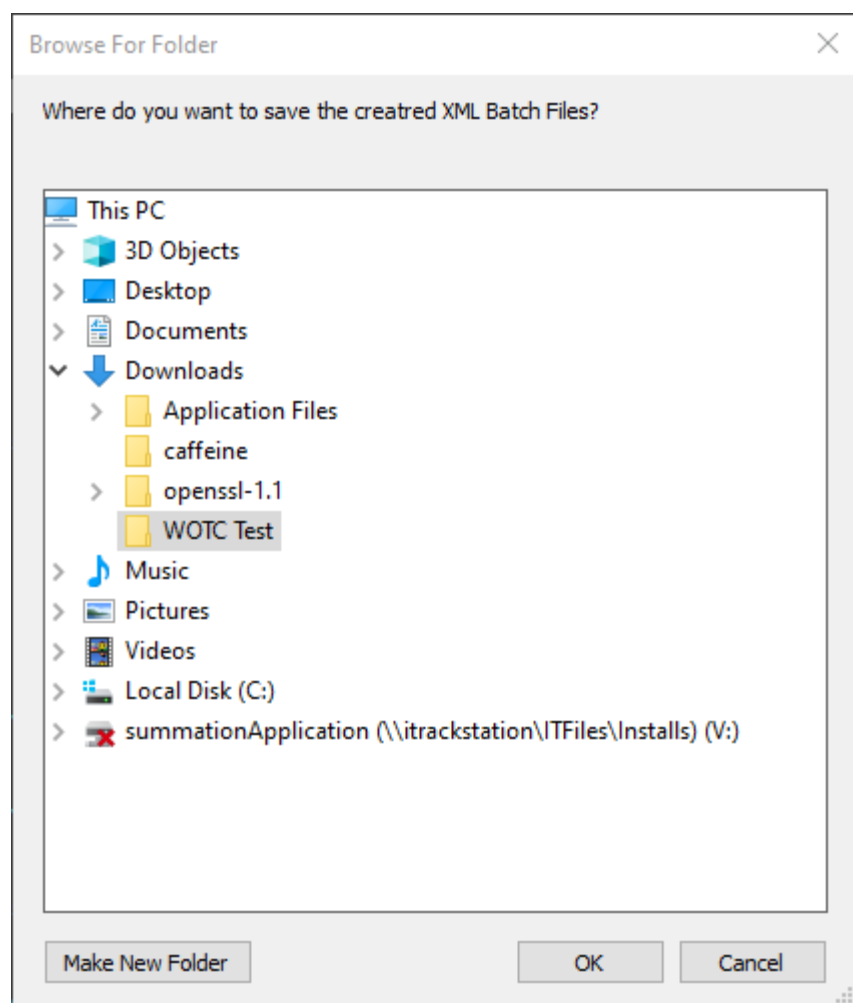 Browse For Folder
Where do you want to save the creatred XML Batch Files?
This PC
3D Objects
Desktop
Documents
Downloads
Application Files
caffeine
openssl-1.1
WOTC Test
Music
Pictures
Videos
Local Disk (C:)
summationApplication (\\itrackstation\ITFiles\Installs) (V:)
Make New Folder
OK
Cancel